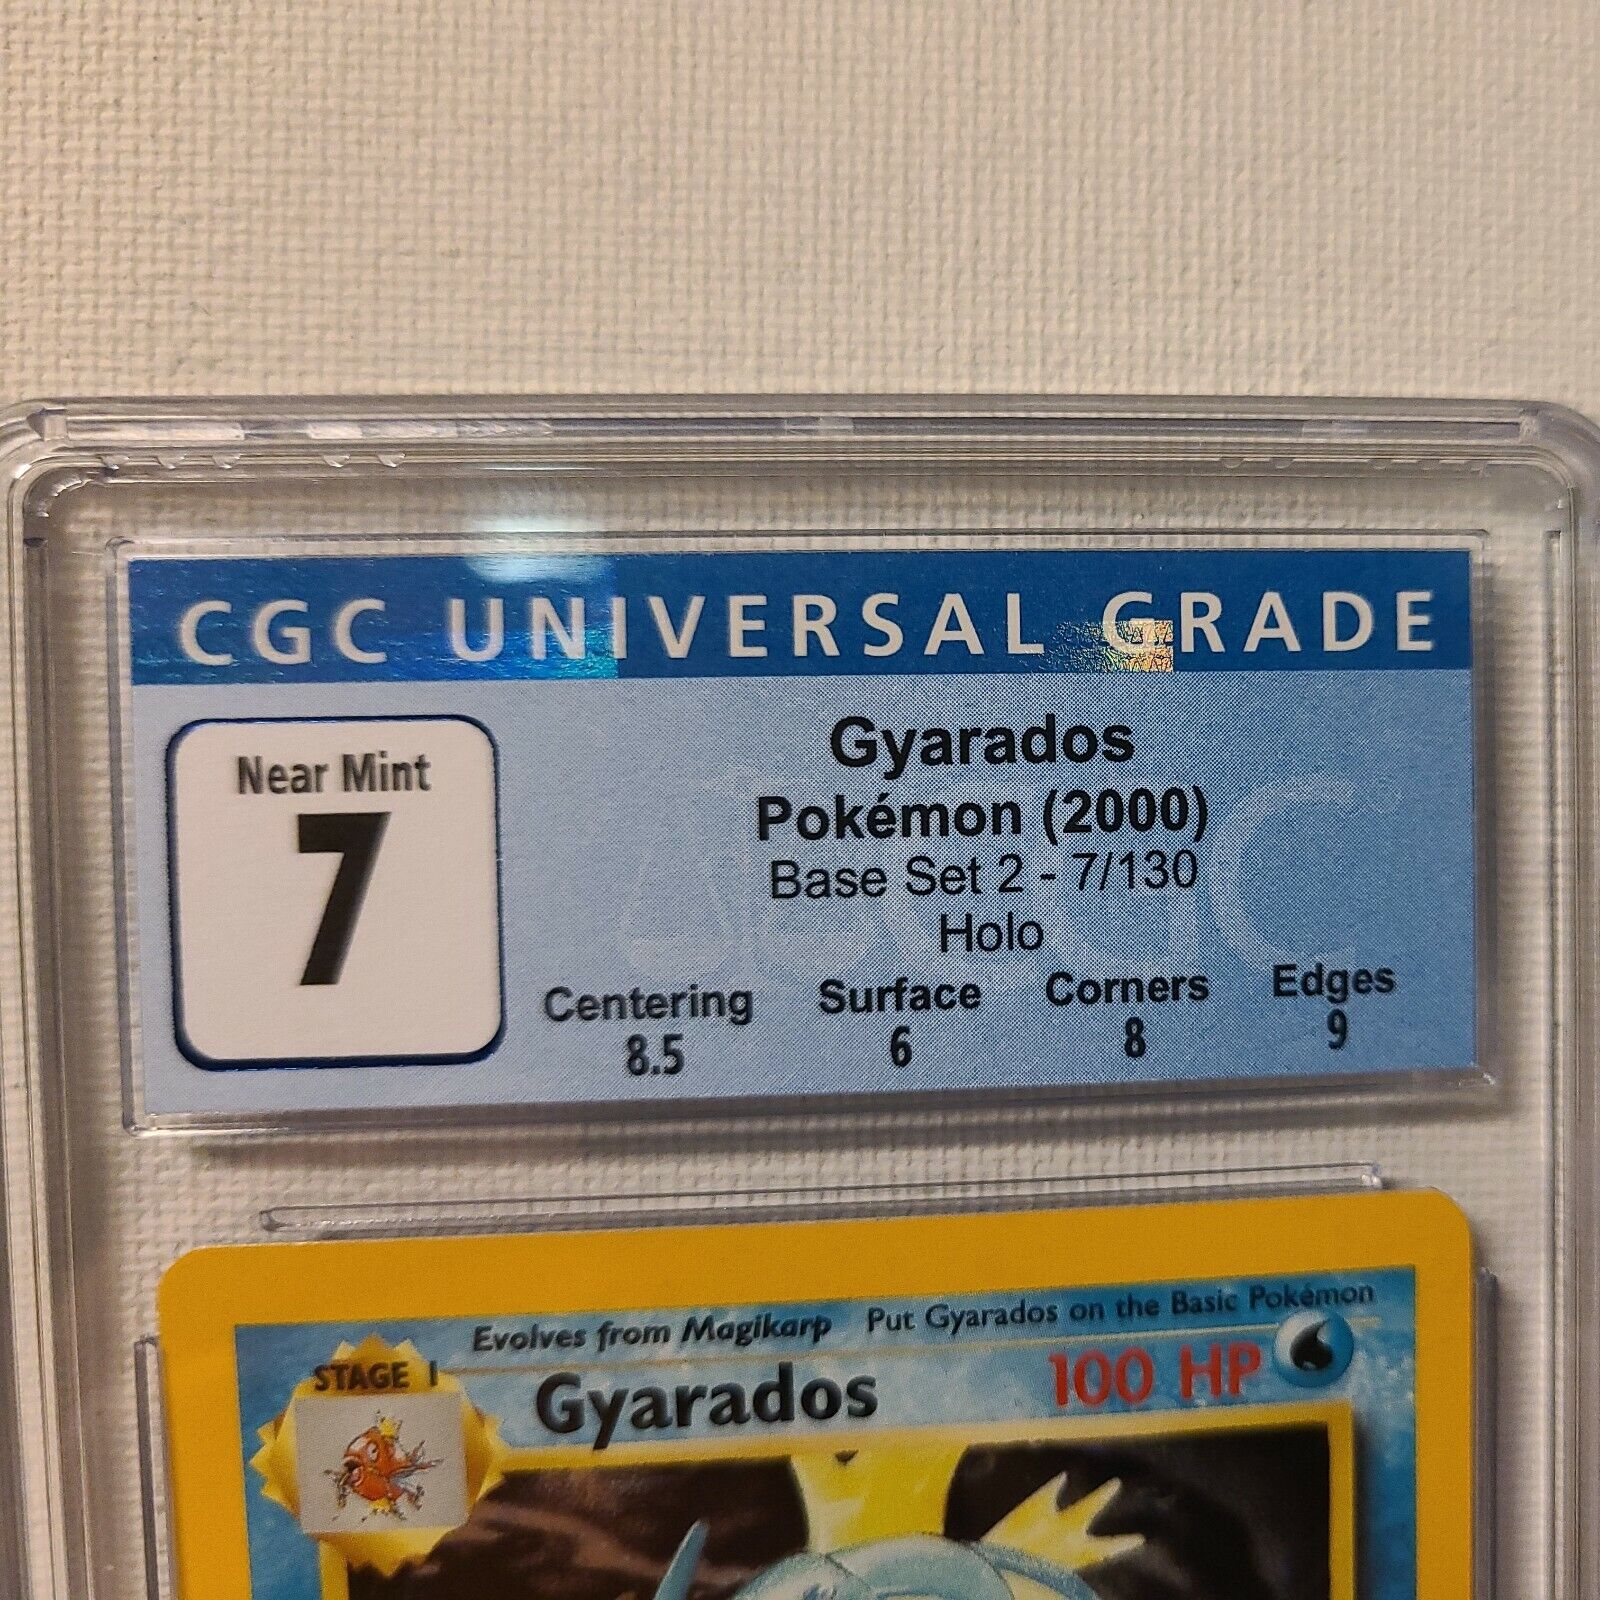 CGC UNIVERSAL GRADE
Near Mint
7
Gyarados
Pokémon (2000)
Base Set 2 - 7/130
Holo
Centering Surface Corners Edges
8.5 6 8 9
CGC
Evolves from Magikarp Put Gyarados on the Basic Pokémon
STAGE 1
Gyarados 100 HP